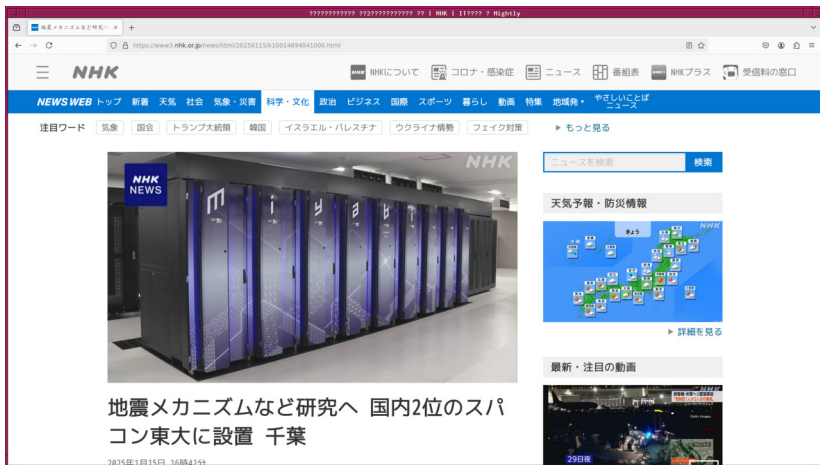 ???????????? ??2??????????? ?? | NHK | IT???? ? Nightly
地震メカニズムなど研究へ
https://www3.nhk.or.jp/news/html/20250115/k10014694041000.html
NHK
NHKについて コロナ・感染症 ニュース 番組表 NHKプラス 受信料の窓口
NEWS WEB トップ 新着 天気 社会 気象・災害 科学・文化 政治 ビジネス 国際 スポーツ 暮らし 動画 特集 地域発 やさしいことばニュース
注目ワード 気象 国会 トランプ大統領 韓国 イスラエル・パレスチナ ウクライナ情勢 フェイク対策 もっと見る
NHK
NHK
NEWS
miyabi
ニュースを検索 検索
天気予報・防災情報
NHK
きょう
詳細を見る
最新・注目の動画
NHK
Getty Images
29日夜
地震メカニズムなど研究へ 国内2位のスパ
コン東大に設置 千葉
2025年1月15日 16時42分